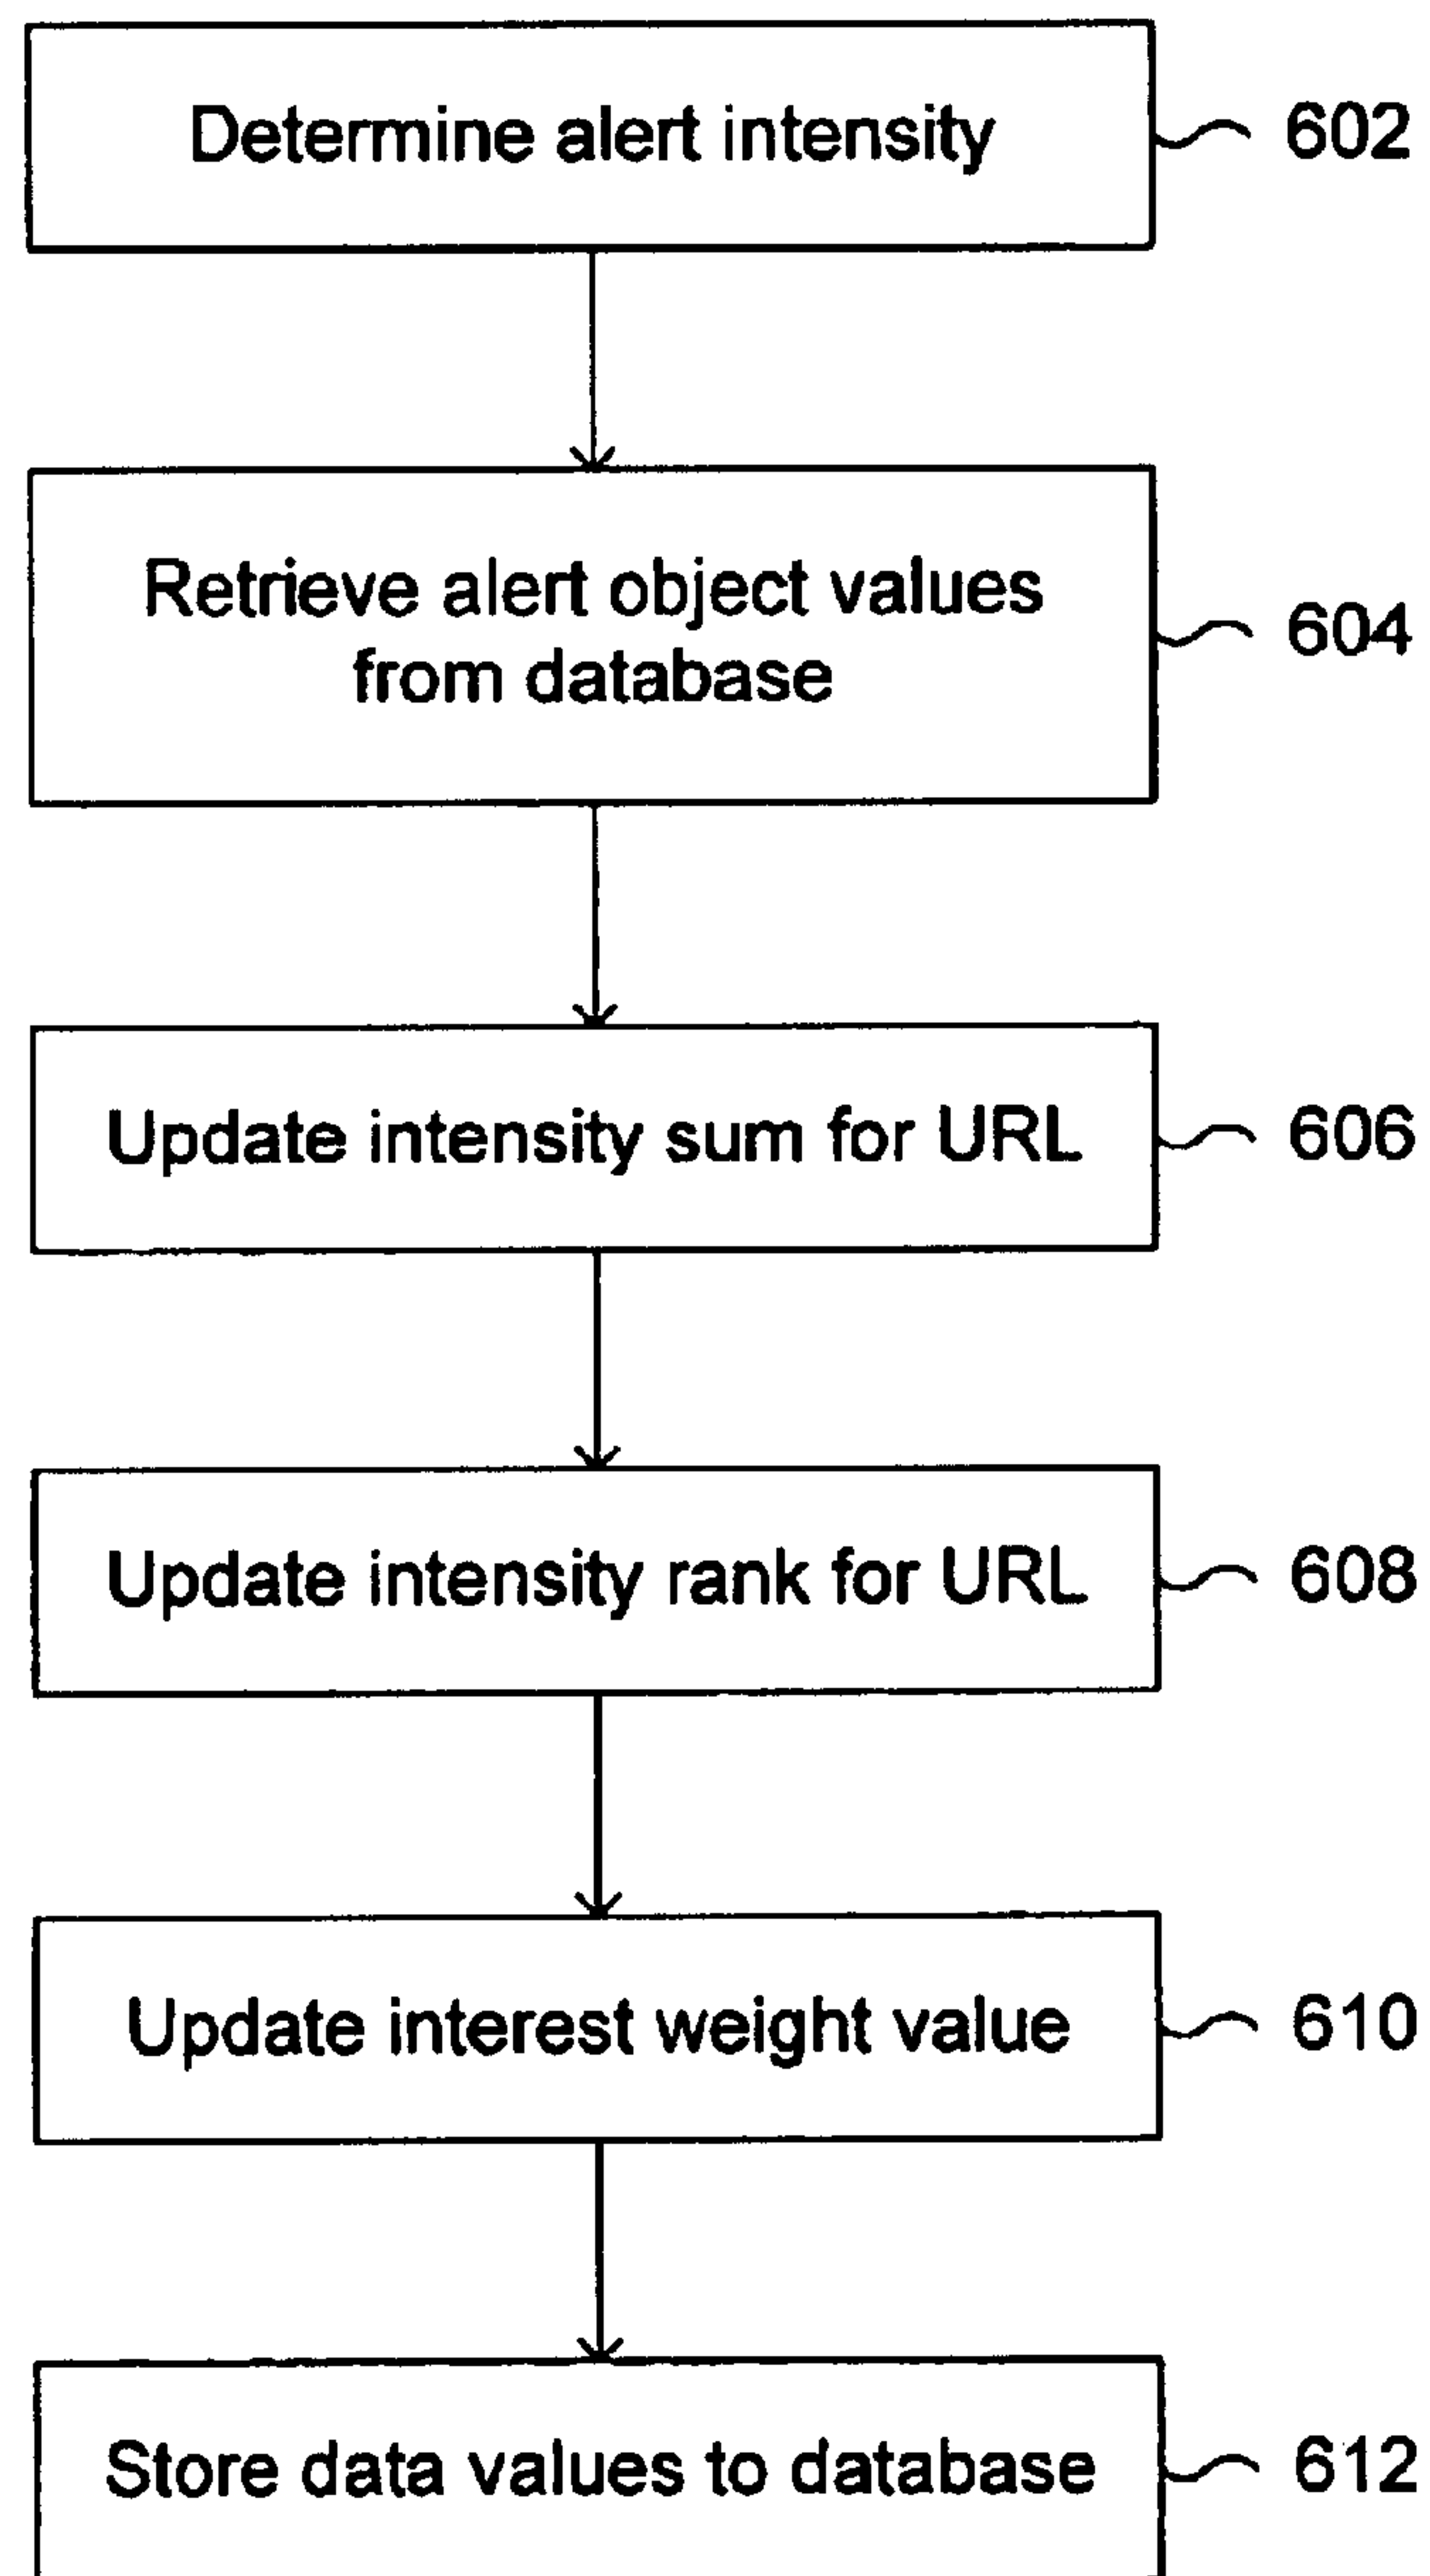 Determine alert intensity
602
Retrieve alert object values
from database
604
Update intensity sum for URL
606
Update intensity rank for URL
608
Update interest weight value
610
Store data values to database
612